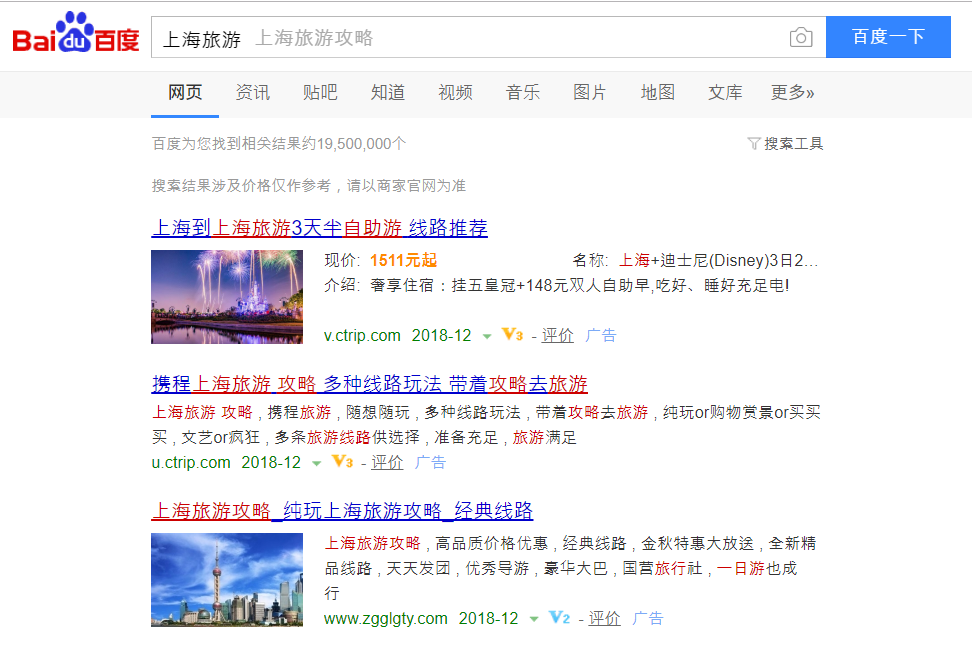 Bai du 百度
上海旅游 上海旅游攻略
百度一下
网页 资讯 贴吧 知道 视频 音乐 图片 地图 文库 更多»
百度为您找到相关结果约19,500,000个 搜索工具
搜索结果涉及价格仅作参考，请以商家官网为准
上海到上海旅游3天半自助游 线路推荐
现价: 1511元起 名称: 上海+迪士尼(Disney)3日2...
介绍: 奢享住宿：挂五皇冠+148元双人自助早,吃好、睡好充足电!
v.ctrip.com 2018-12 V3 - 评价 广告
携程上海旅游 攻略 多种线路玩法 带着攻略去旅游
上海旅游 攻略，携程旅游，随想随玩，多种线路玩法，带着攻略去旅游，纯玩or购物赏景or买买
买，文艺or疯狂，多条旅游线路供选择，准备充足，旅游满足
u.ctrip.com 2018-12 V3 - 评价 广告
上海旅游攻略_纯玩上海旅游攻略_经典线路
上海旅游攻略，高品质价格优惠，经典线路，金秋特惠大放送，全新精
品线路，天天发团，优秀导游，豪华大巴，国营旅行社，一日游也成
行
www.zgglgty.com 2018-12 V2 - 评价 广告